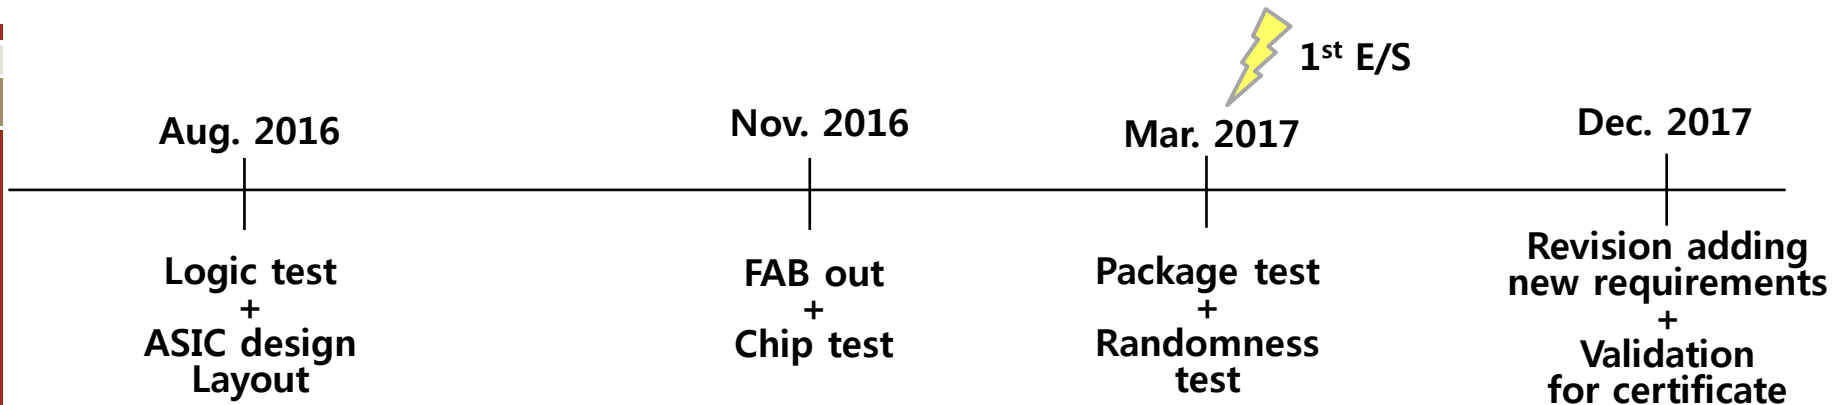 1st E/S
Aug. 2016
Nov. 2016
Mar. 2017
Dec. 2017
Logic test
+
ASIC design
Layout
FAB out
+
Chip test
Package test
+
Randomness
test
Revision adding
new requirements
+
Validation
for certificate